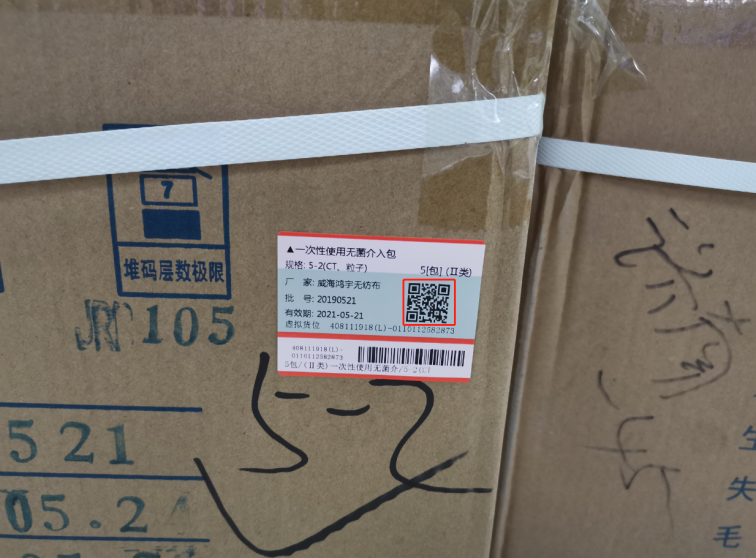 7
堆码层数极限
105
▲一次性使用无菌介入包
规格: 5-2(CT、粒子) 5[包] (II类)
厂 家: 威海鸿宇无纺布
批 号: 20190521
有效期: 2021-05-21
虚拟货位 408111918(L)-0110112582873
408111918(L)-
0110112582873
5包/(II类)一次性使用无菌介/5-2(C
5-2
521
05.2
生
失
毛